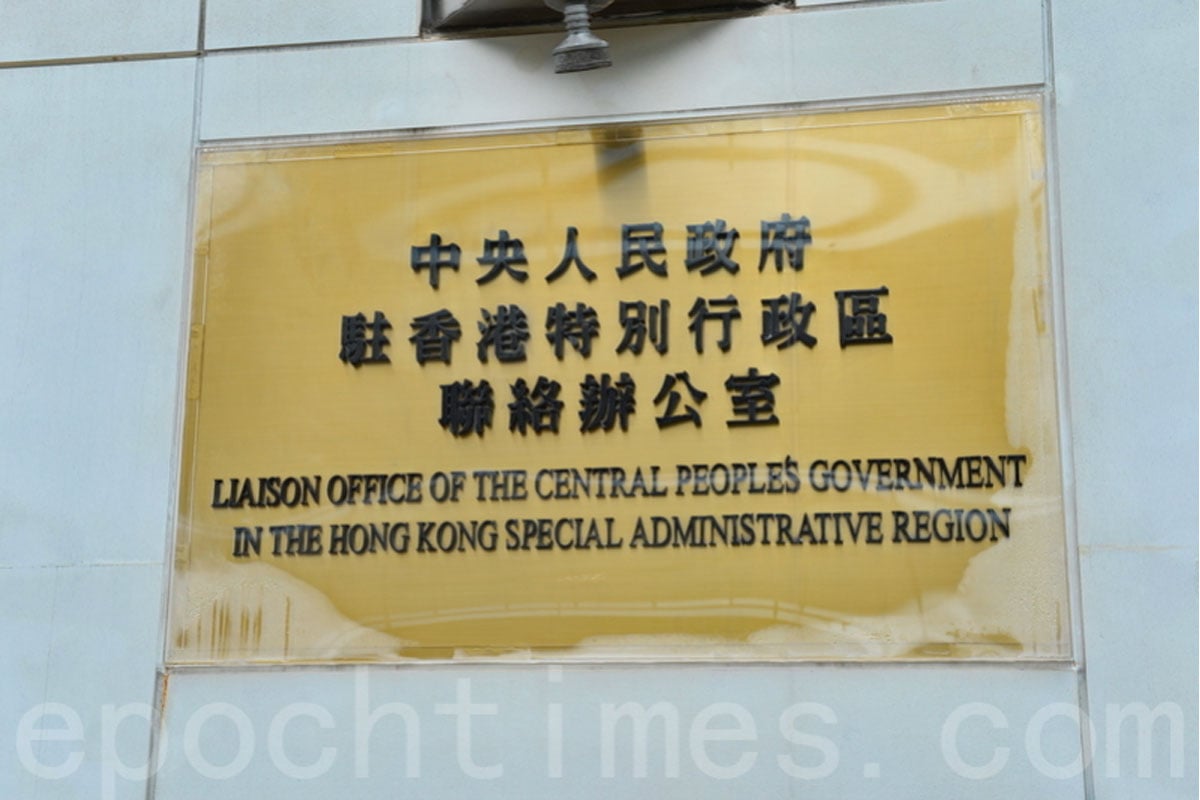 中央人民政府
駐香港特別行政區
聯絡辦公室
LIAISON OFFICE OF THE CENTRAL PEOPLE'S GOVERNMENT
IN THE HONG KONG SPECIAL ADMINISTRATIVE REGION
epochtimes.com